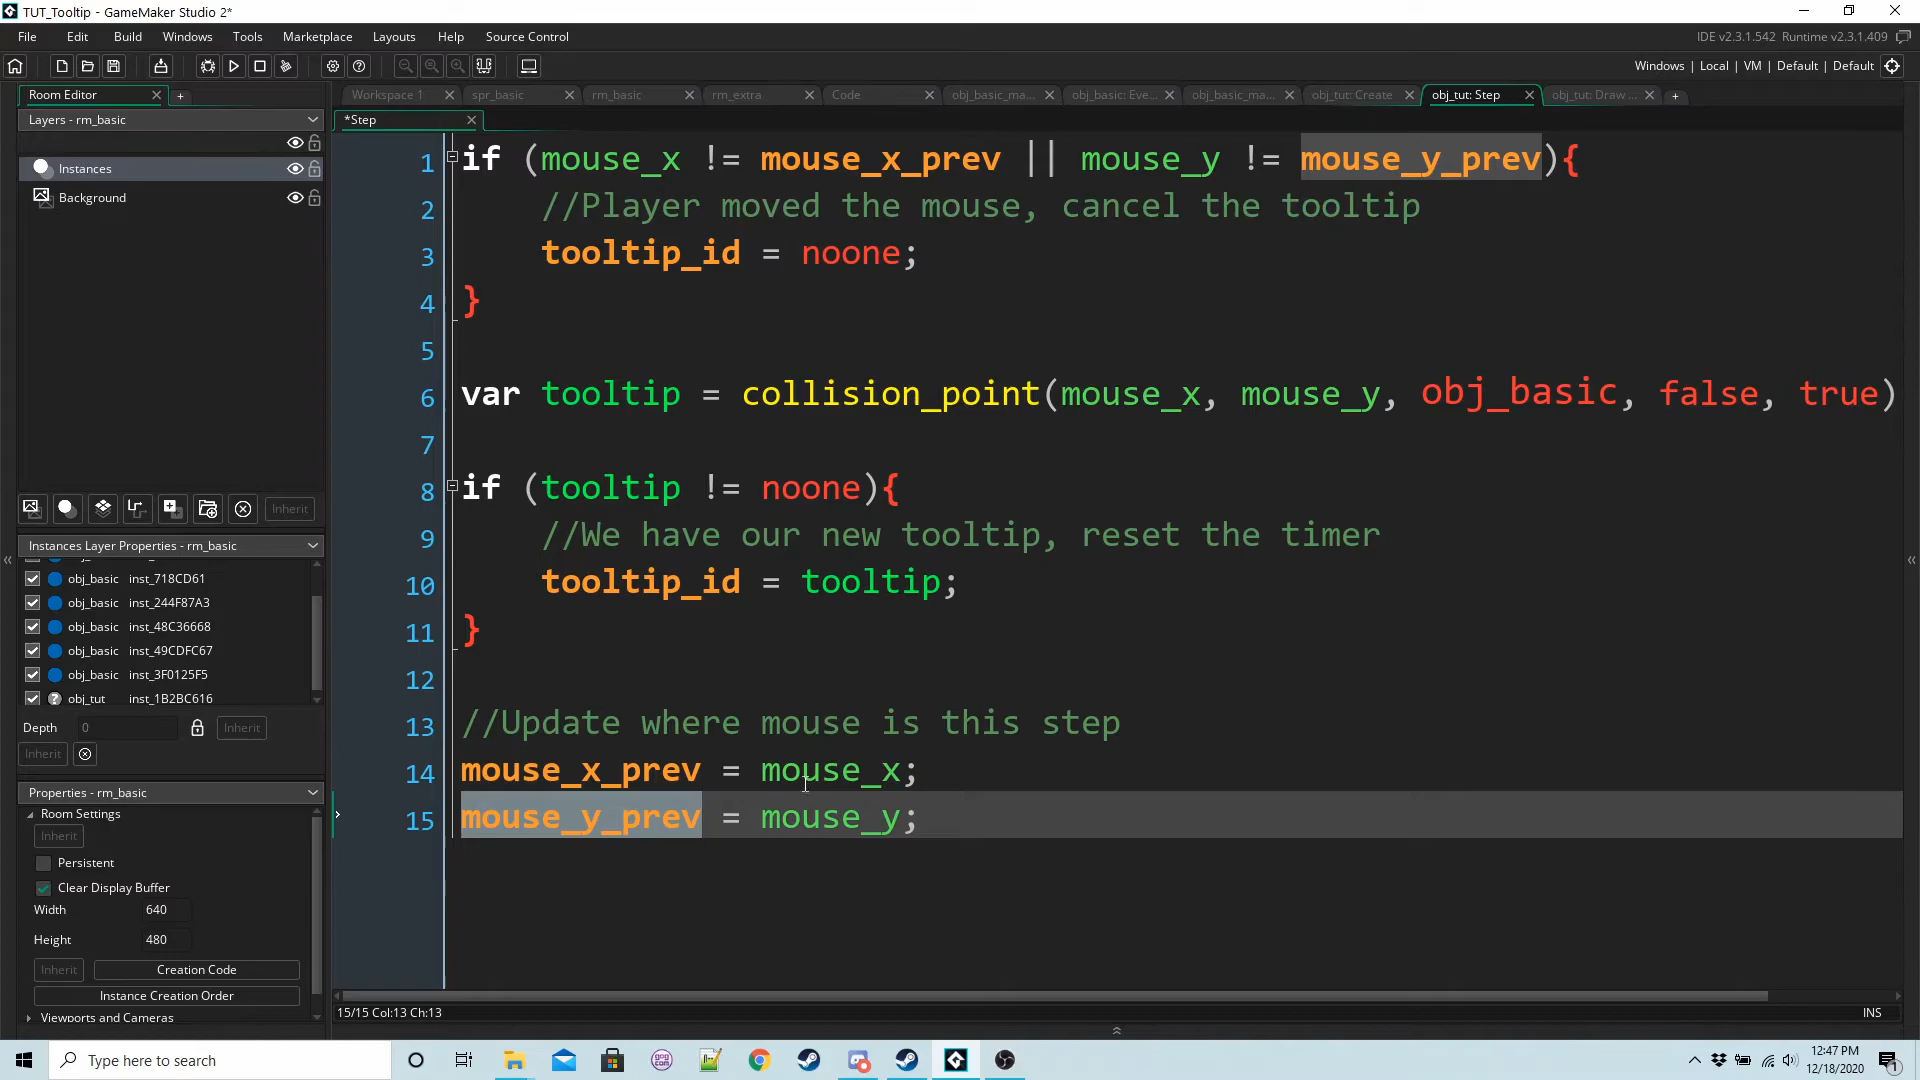 TUT_Tooltip - GameMaker Studio 2*
File Edit Build Windows Tools Marketplace Layouts Help Source Control
IDE v2.3.1.542 Runtime v2.3.1.409
Windows | Local | VM | Default | Default
Room Editor
Workspace 1 spr_basic rm_basic rm_extra Code obj_basic_ma... obj_basic: Eve... obj_basic_ma... obj_tut: Create obj_tut: Step obj_tut: Draw ...
Layers - rm_basic
*Step
Instances
Background
1 if (mouse_x != mouse_x_prev || mouse_y != mouse_y_prev){
2 //Player moved the mouse, cancel the tooltip
3 tooltip_id = noone;
4 }
5
6 var tooltip = collision_point(mouse_x, mouse_y, obj_basic, false, true)
7
8 if (tooltip != noone){
9 //We have our new tooltip, reset the timer
10 tooltip_id = tooltip;
11 }
12
13 //Update where mouse is this step
14 mouse_x_prev = mouse_x;
15 mouse_y_prev = mouse_y;
Inherit
Instances Layer Properties - rm_basic
obj_basic inst_718CD61
obj_basic inst_244F87A3
obj_basic inst_48C36668
obj_basic inst_49CDFC67
obj_basic inst_3F0125F5
obj_tut inst_1B2BC616
Depth 0 Inherit
Inherit
Properties - rm_basic
Room Settings
Inherit
Persistent
Clear Display Buffer
Width 640
Height 480
Inherit Creation Code
Instance Creation Order
Viewports and Cameras
15/15 Col:13 Ch:13
INS
Type here to search
12:47 PM
12/18/2020